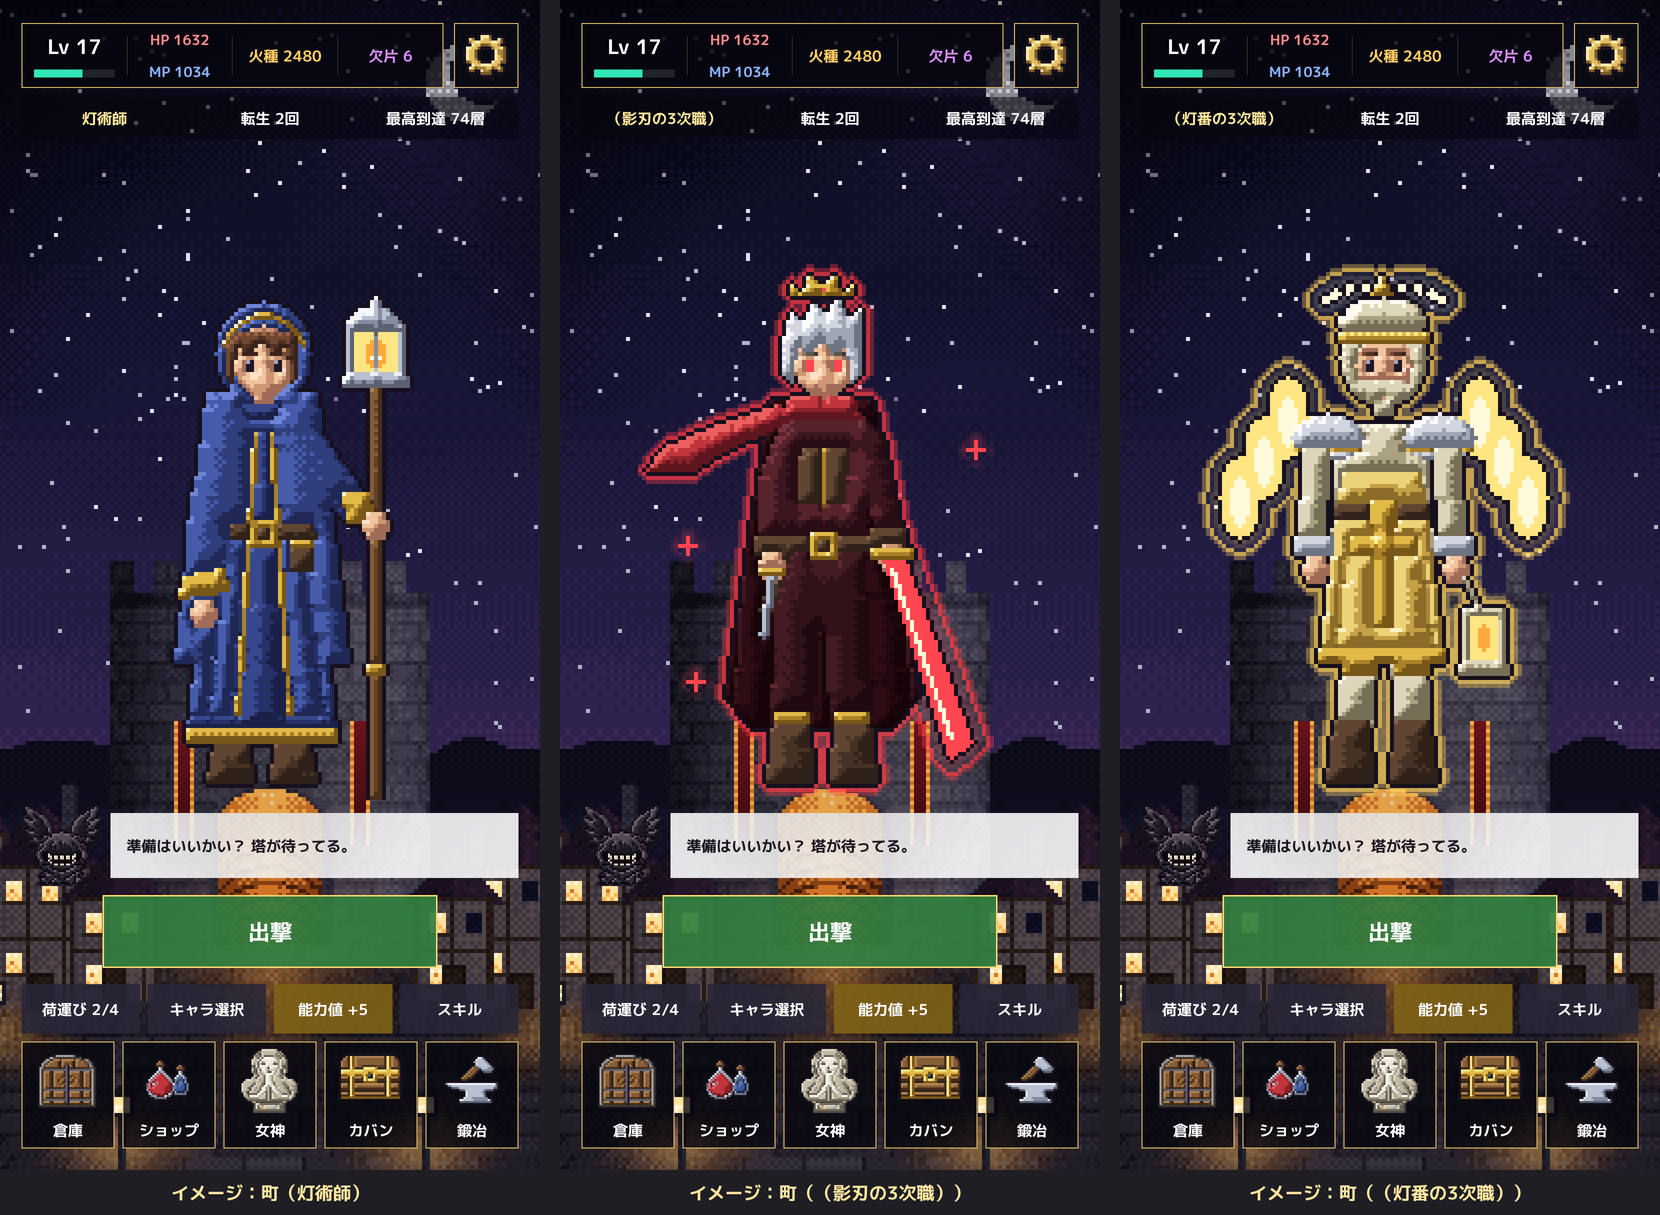 Lv 17
HP 1632
MP 1034
火種 2480
欠片 6
灯術師
転生 2回
最高到達 74層
準備はいいかい？ 塔が待ってる。
出撃
荷運び 2/4
キャラ選択
能力値 +5
スキル
倉庫
ショップ
女神
カバン
鍛冶
イメージ：町（灯術師）
Lv 17
HP 1632
MP 1034
火種 2480
欠片 6
（影刃の3次職）
転生 2回
最高到達 74層
準備はいいかい？ 塔が待ってる。
出撃
荷運び 2/4
キャラ選択
能力値 +5
スキル
倉庫
ショップ
女神
カバン
鍛冶
イメージ：町（（影刃の3次職））
Lv 17
HP 1632
MP 1034
火種 2480
欠片 6
（灯番の3次職）
転生 2回
最高到達 74層
準備はいいかい？ 塔が待ってる。
出撃
荷運び 2/4
キャラ選択
能力値 +5
スキル
倉庫
ショップ
女神
カバン
鍛冶
イメージ：町（（灯番の3次職））